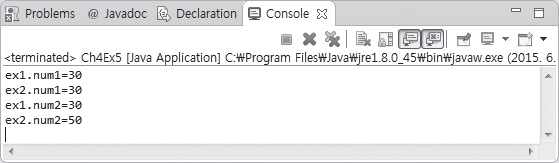 Problems @ Javadoc Declaration Console
<terminated> Ch4Ex5 [Java Application] C:₩Program Files₩Java₩jre1.8.0_45₩bin₩javaw.exe (2015. 6.
ex1.num1=30
ex2.num1=30
ex1.num2=30
ex2.num2=50